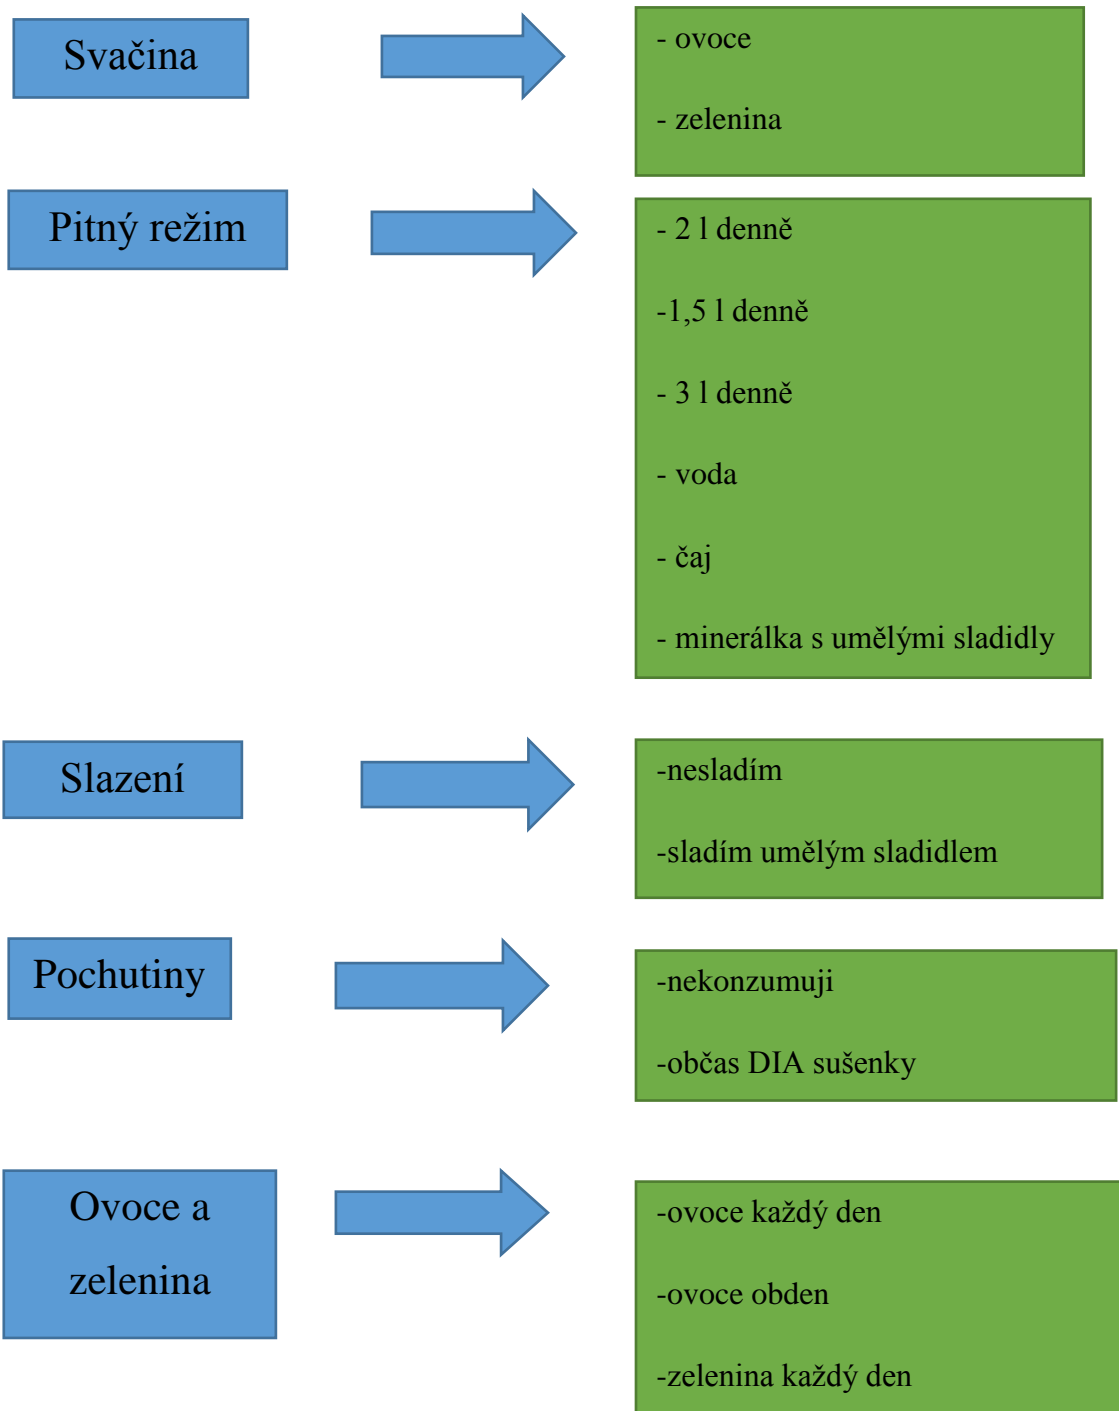 Svačina
- ovoce
- zelenina
Pitný režim
- 2 l denně
-1,5 l denně
- 3 l denně
- voda
- čaj
- minerálka s umělými sladidly
Slazení
-nesladím
-sladím umělým sladidlem
Pochutiny
-nekonzumuji
-občas DIA sušenky
Ovoce a
zelenina
-ovoce každý den
-ovoce obden
-zelenina každý den